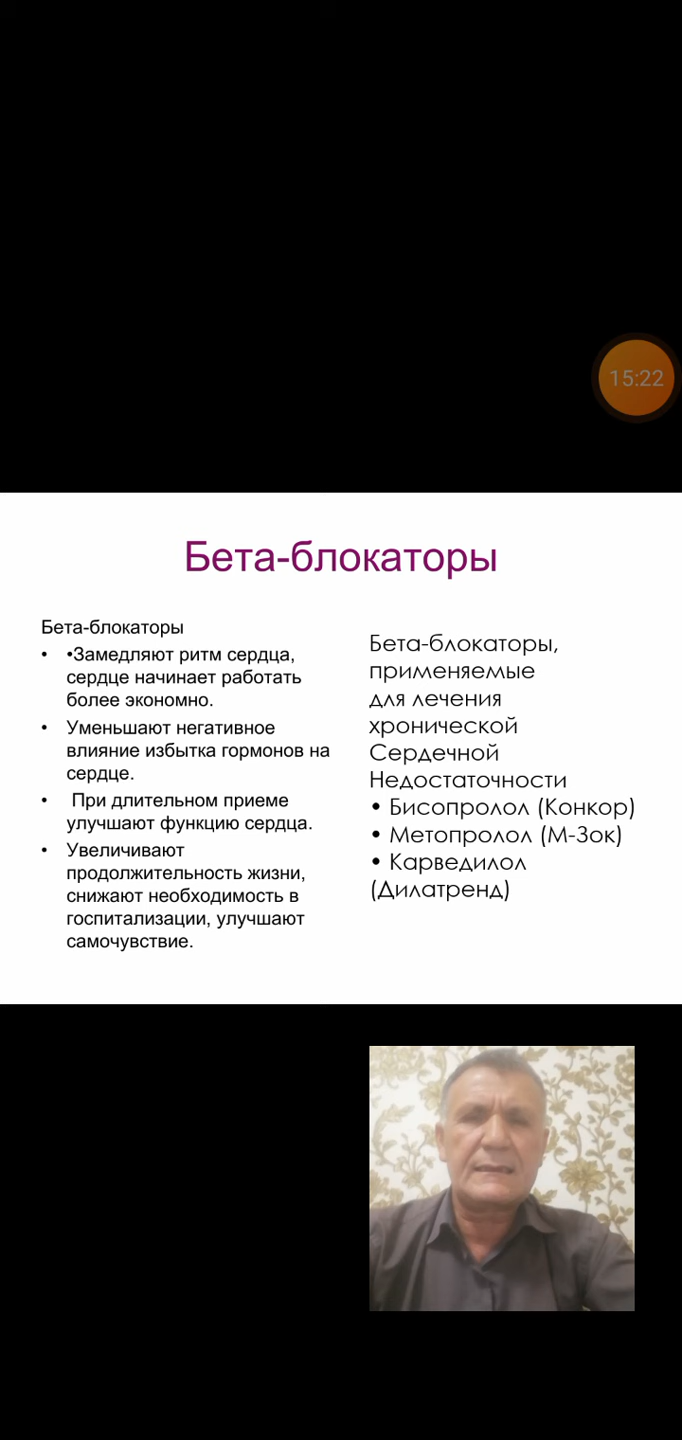 15:22
Бета-блокаторы
Бета-блокаторы
• •Замедляют ритм сердца,
сердце начинает работать
более экономно.
• Уменьшают негативное
влияние избытка гормонов на
сердце.
• При длительном приеме
улучшают функцию сердца.
• Увеличивают
продолжительность жизни,
снижают необходимость в
госпитализации, улучшают
самочувствие.
Бета-блокаторы,
применяемые
для лечения
хронической
Сердечной
Недостаточности
• Бисопролол (Конкор)
• Метопролол (М-Зок)
• Карведилол
(Дилатренд)